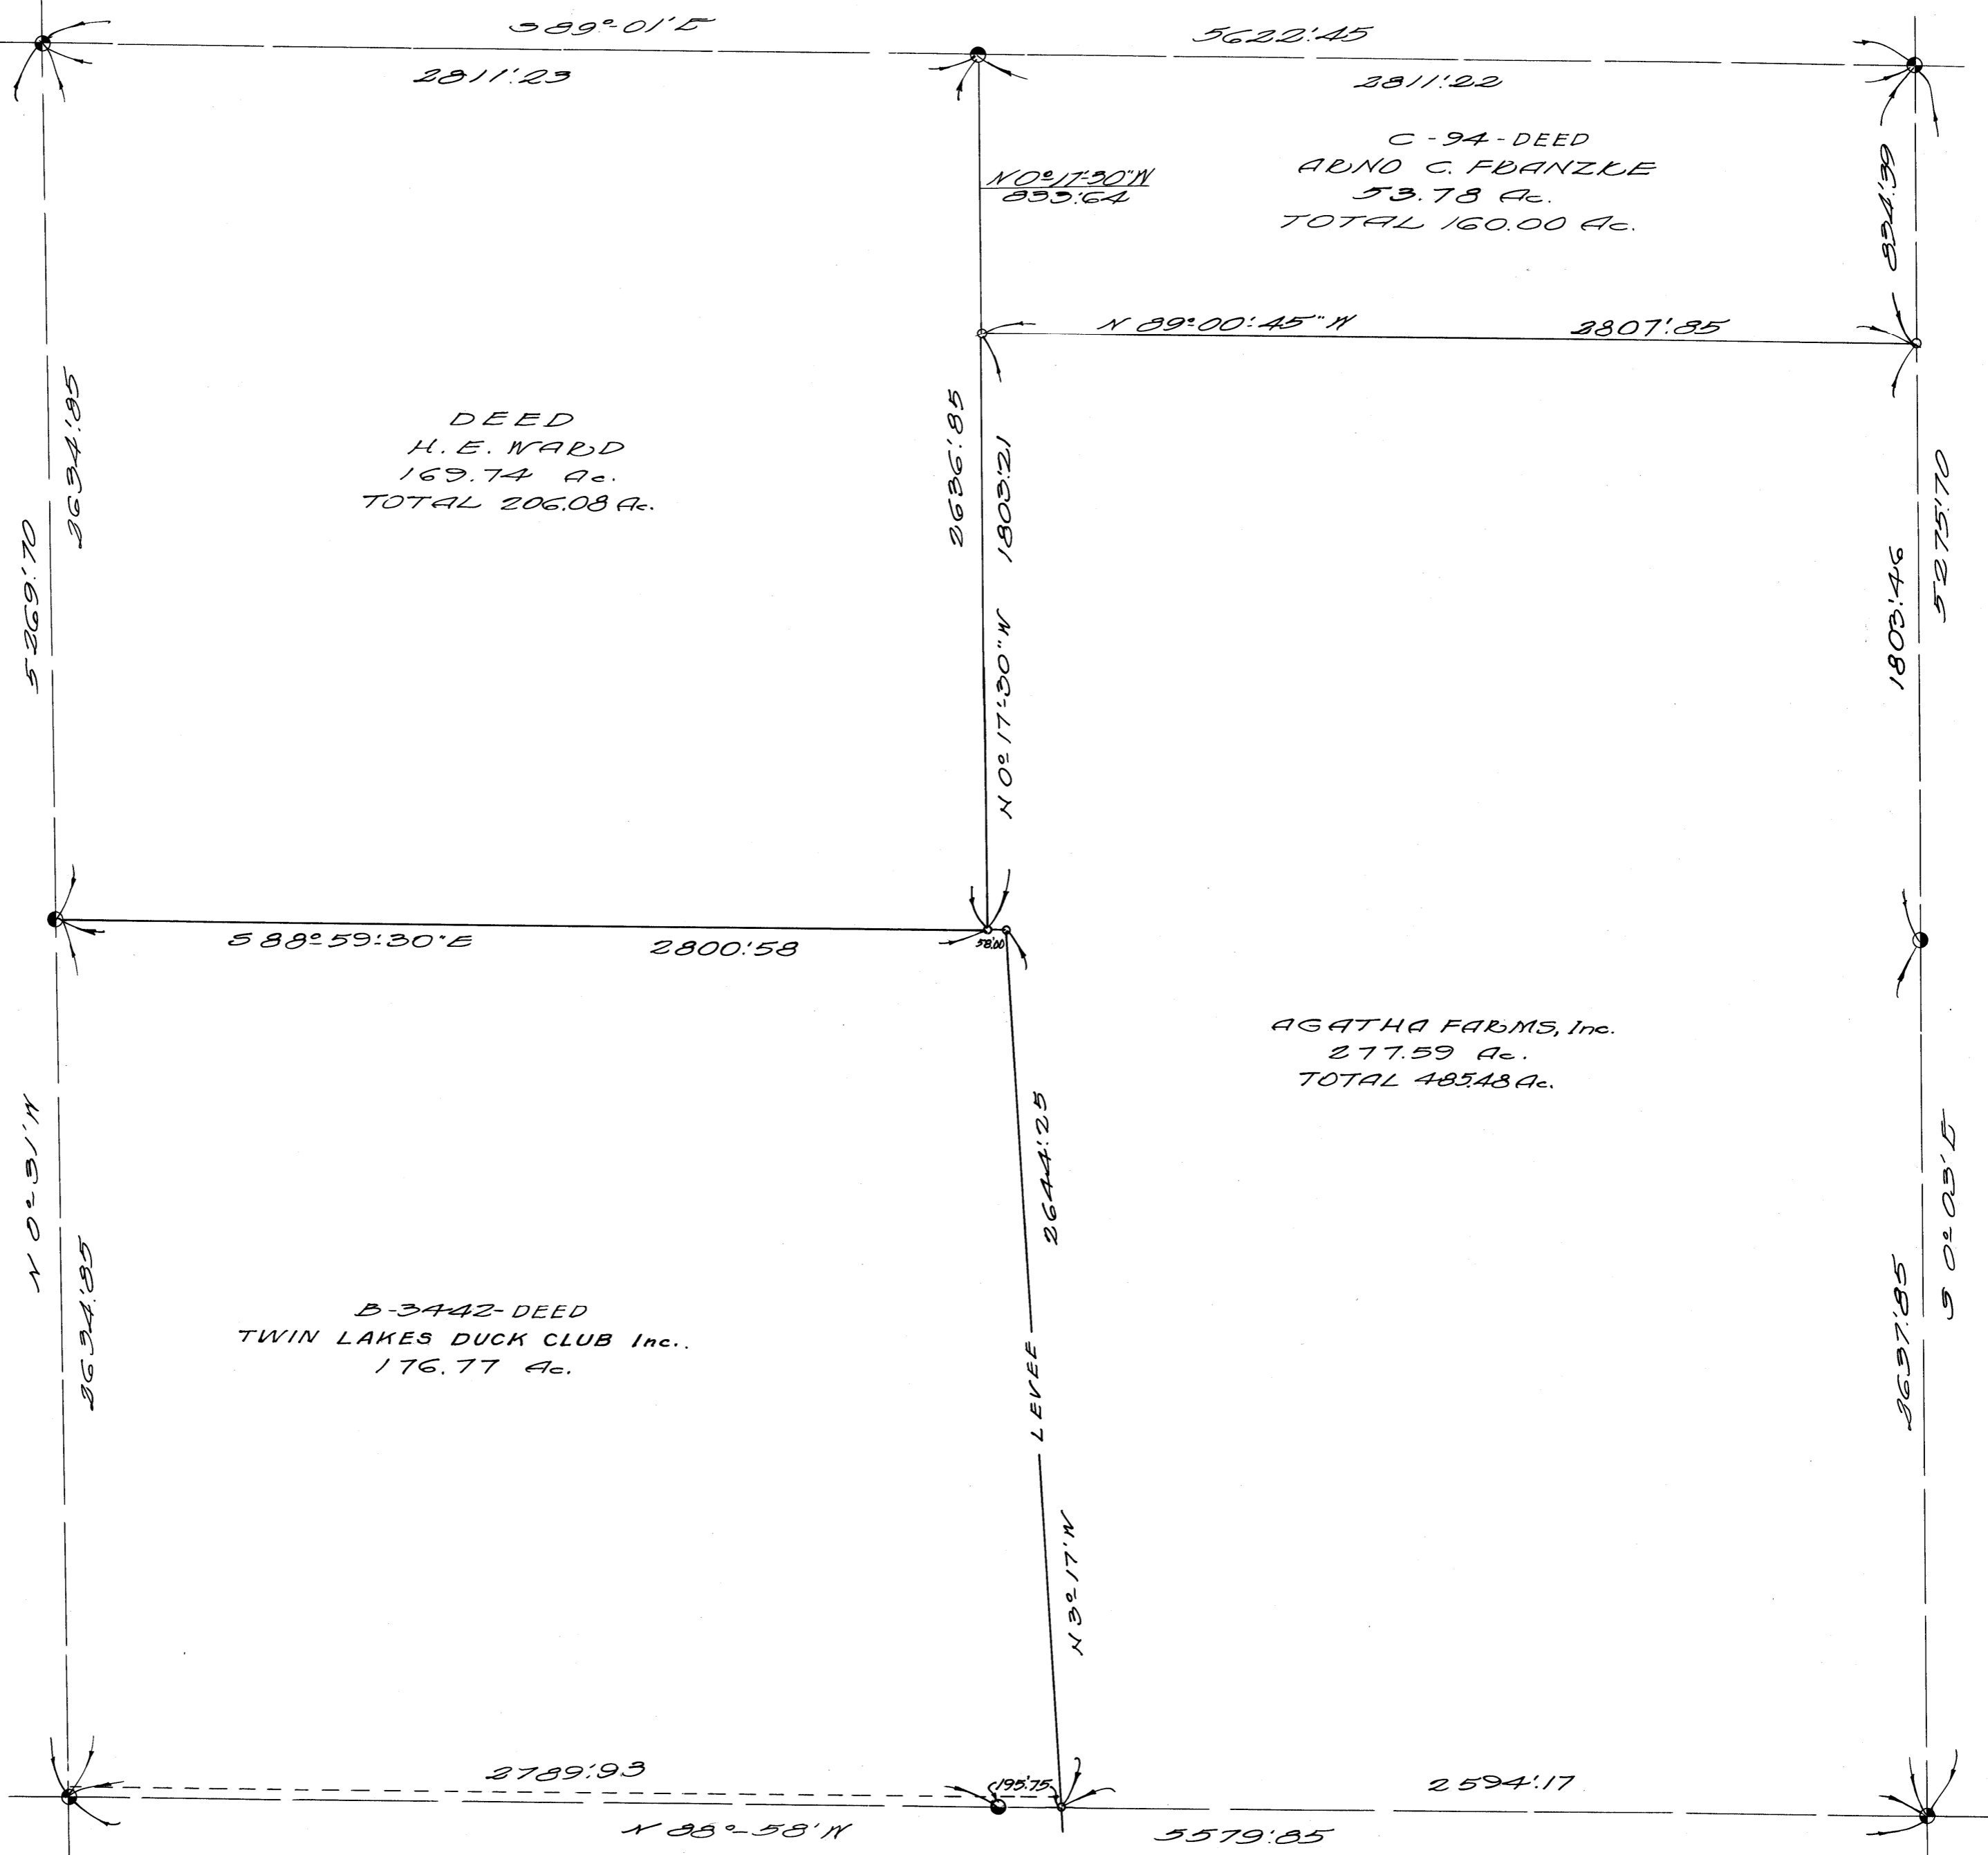 S 89°-01' E
5622'.45
2811'.23
2811'.22
C-94-DEED
ARNO C. FRANZKE
53.78 Ac.
TOTAL 160.00 Ac.
N 0°-17'-30" W
833'.64
834'.39
N 89°-00'-45" W
2807'.85
DEED
H. E. WARD
169.74 Ac.
TOTAL 206.08 Ac.
2634'.85
5269'.70
2636'.85
1803'.21
N 0°-17'-30" W
5275'.70
1803'.46
S 88°-59'-30" E
2800'.58
58'.00
AGATHA FARMS, Inc.
277.59 Ac.
TOTAL 485.48 Ac.
N 0°-31' W
2634'.85
2644'.25
LEVEE
N 3°-17' W
S 0°-03' E
2637'.85
B-3442-DEED
TWIN LAKES DUCK CLUB Inc..
176.77 Ac.
2789'.93
195'.75
2594'.17
N 88°-58' W
5579'.85